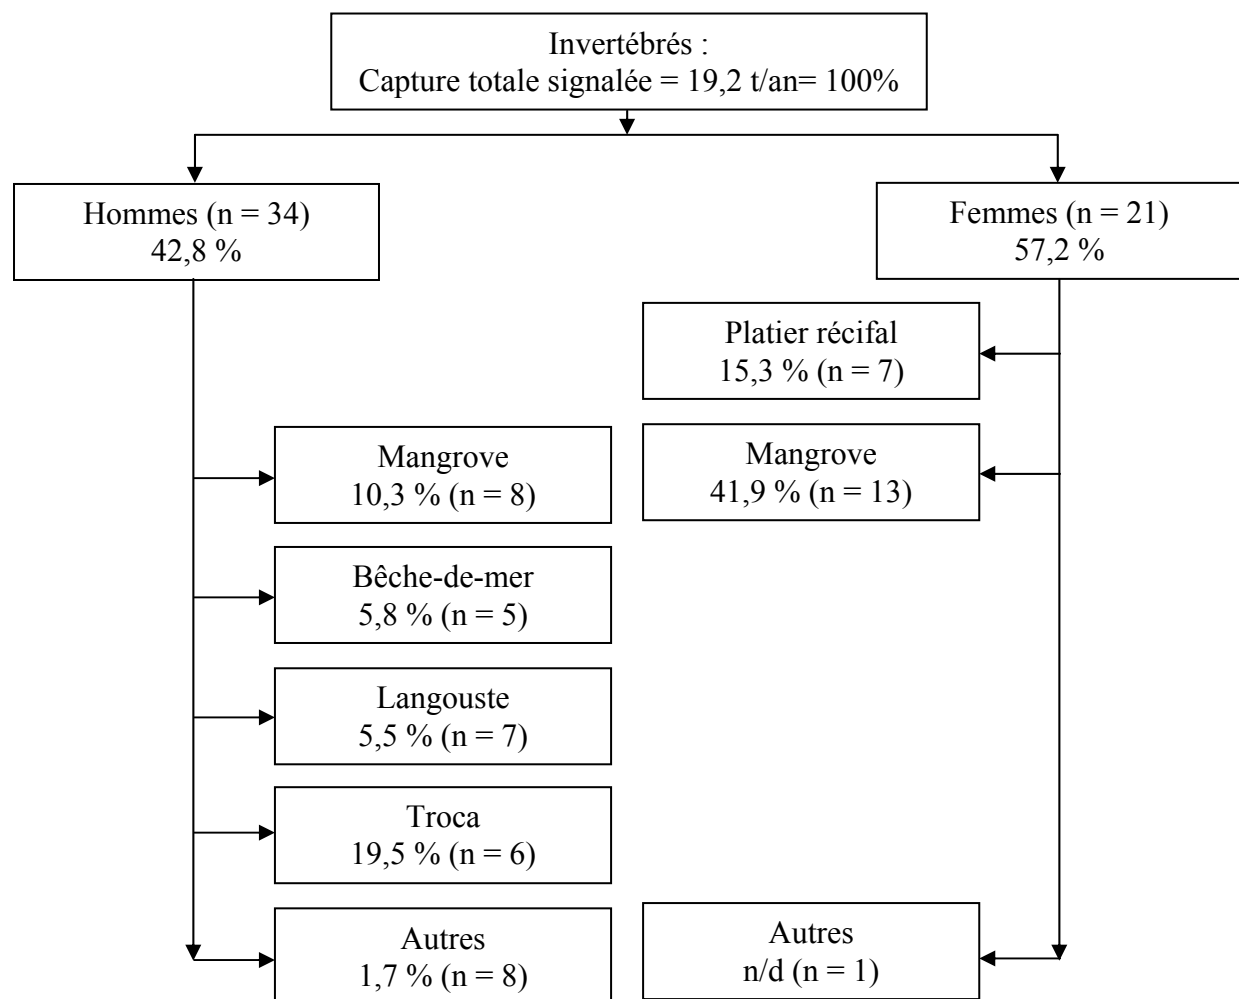 Invertébrés :
Capture totale signalée = 19,2 t/an= 100%
Hommes (n = 34)
42,8 %
Femmes (n = 21)
57,2 %
Platier récifal
15,3 % (n = 7)
Mangrove
10,3 % (n = 8)
Mangrove
41,9 % (n = 13)
Bêche-de-mer
5,8 % (n = 5)
Langouste
5,5 % (n = 7)
Troca
19,5 % (n = 6)
Autres
1,7 % (n = 8)
Autres
n/d (n = 1)